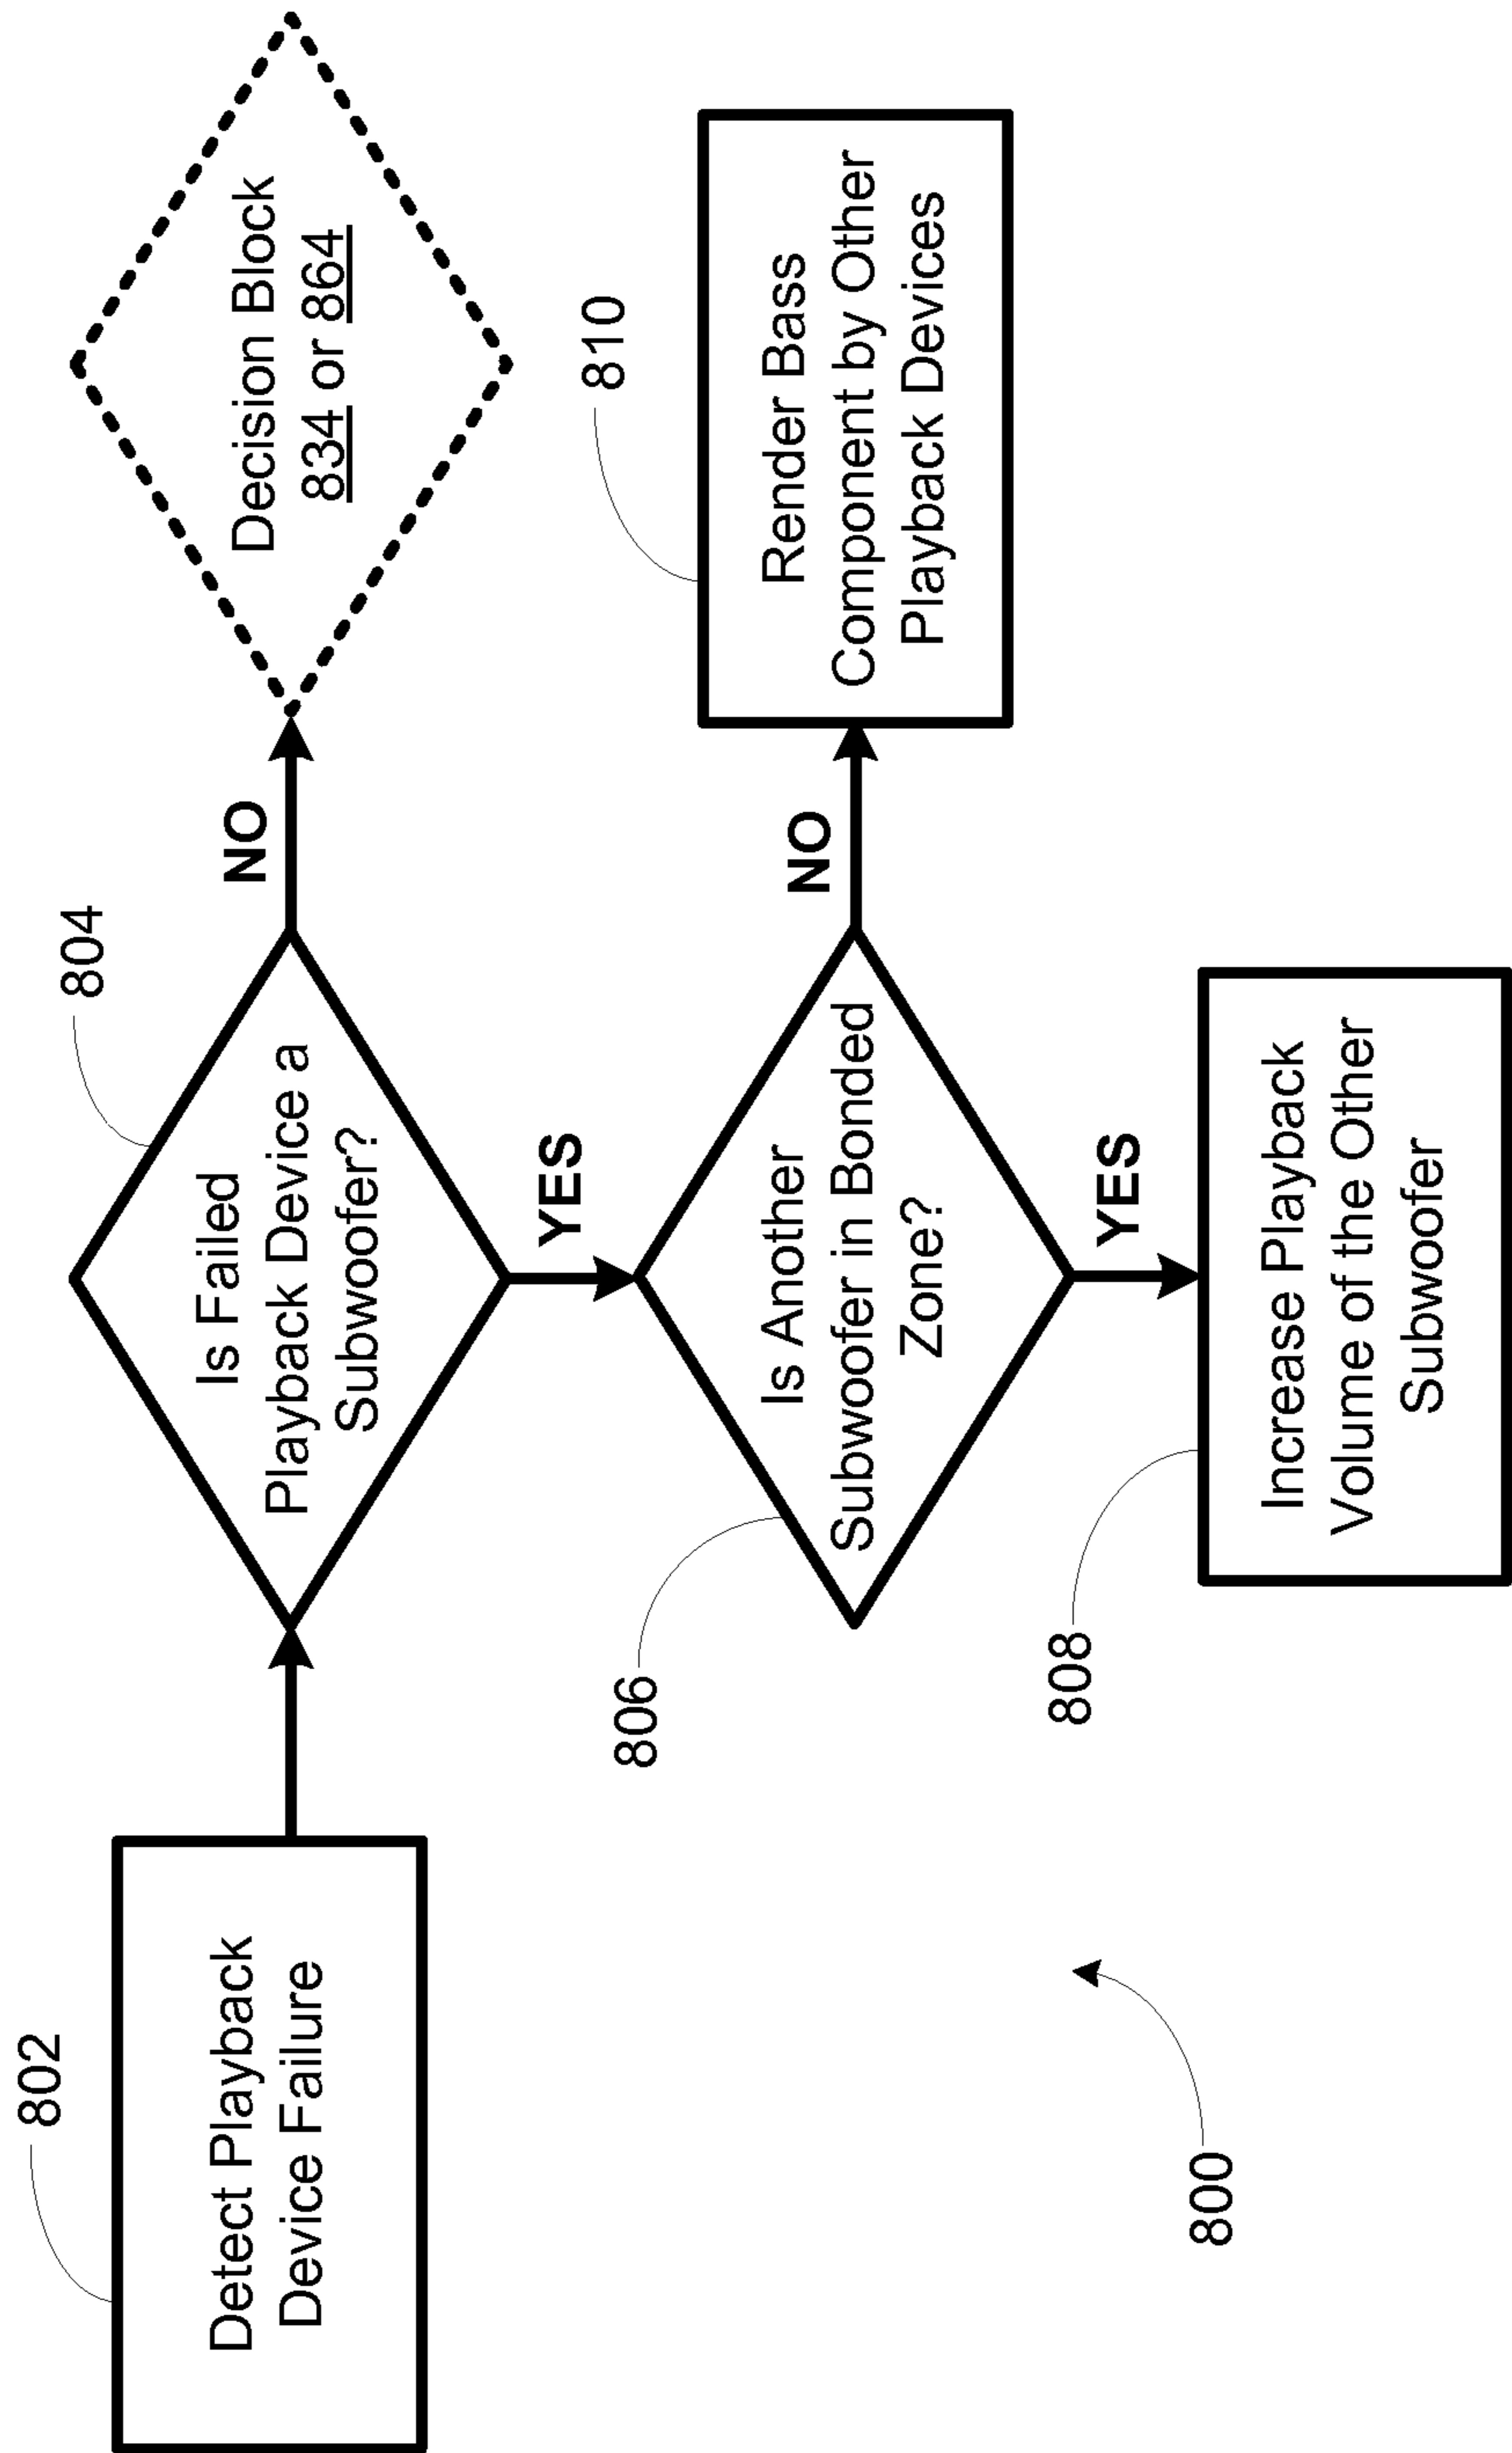 802
Detect Playback
Device Failure
804
Is Failed
Playback Device a
Subwoofer?
NO
Decision Block
834 or 864
YES
806
Is Another
Subwoofer in Bonded
Zone?
NO
810
Render Bass
Component by Other
Playback Devices
YES
808
Increase Playback
Volume of the Other
Subwoofer
800